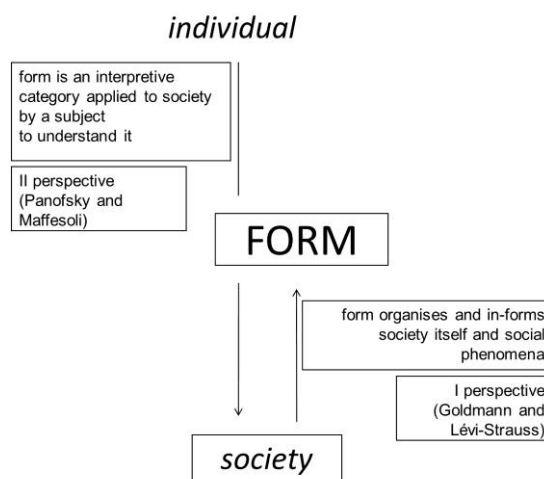 individual
form is an interpretive
category applied to society
by a subject
to understand it
II perspective
(Panofsky and
Maffesoli)
FORM
form organises and in-forms
society itself and social
phenomena
I perspective
(Goldmann and
Lévi-Strauss)
society